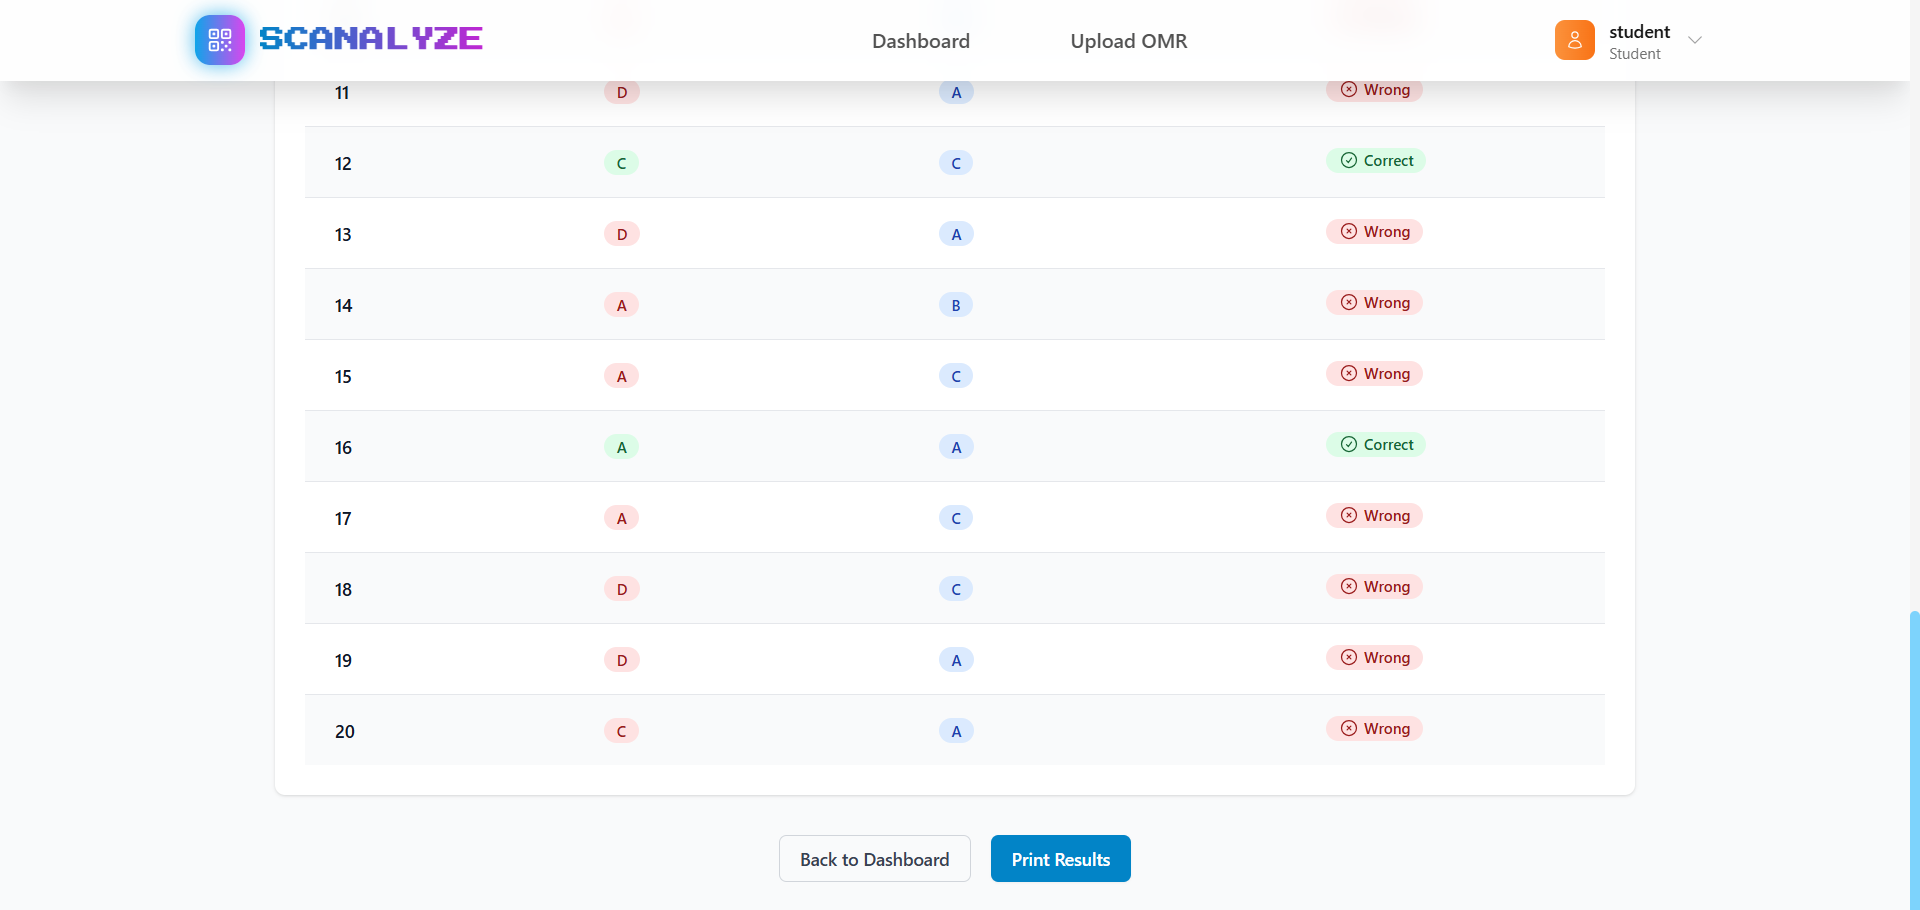 SCANALYZE Dashboard Upload OMR student
Student
11 D A Wrong
12 C C Correct
13 D A Wrong
14 A B Wrong
15 A C Wrong
16 A A Correct
17 A C Wrong
18 D C Wrong
19 D A Wrong
20 C A Wrong
Back to Dashboard Print Results